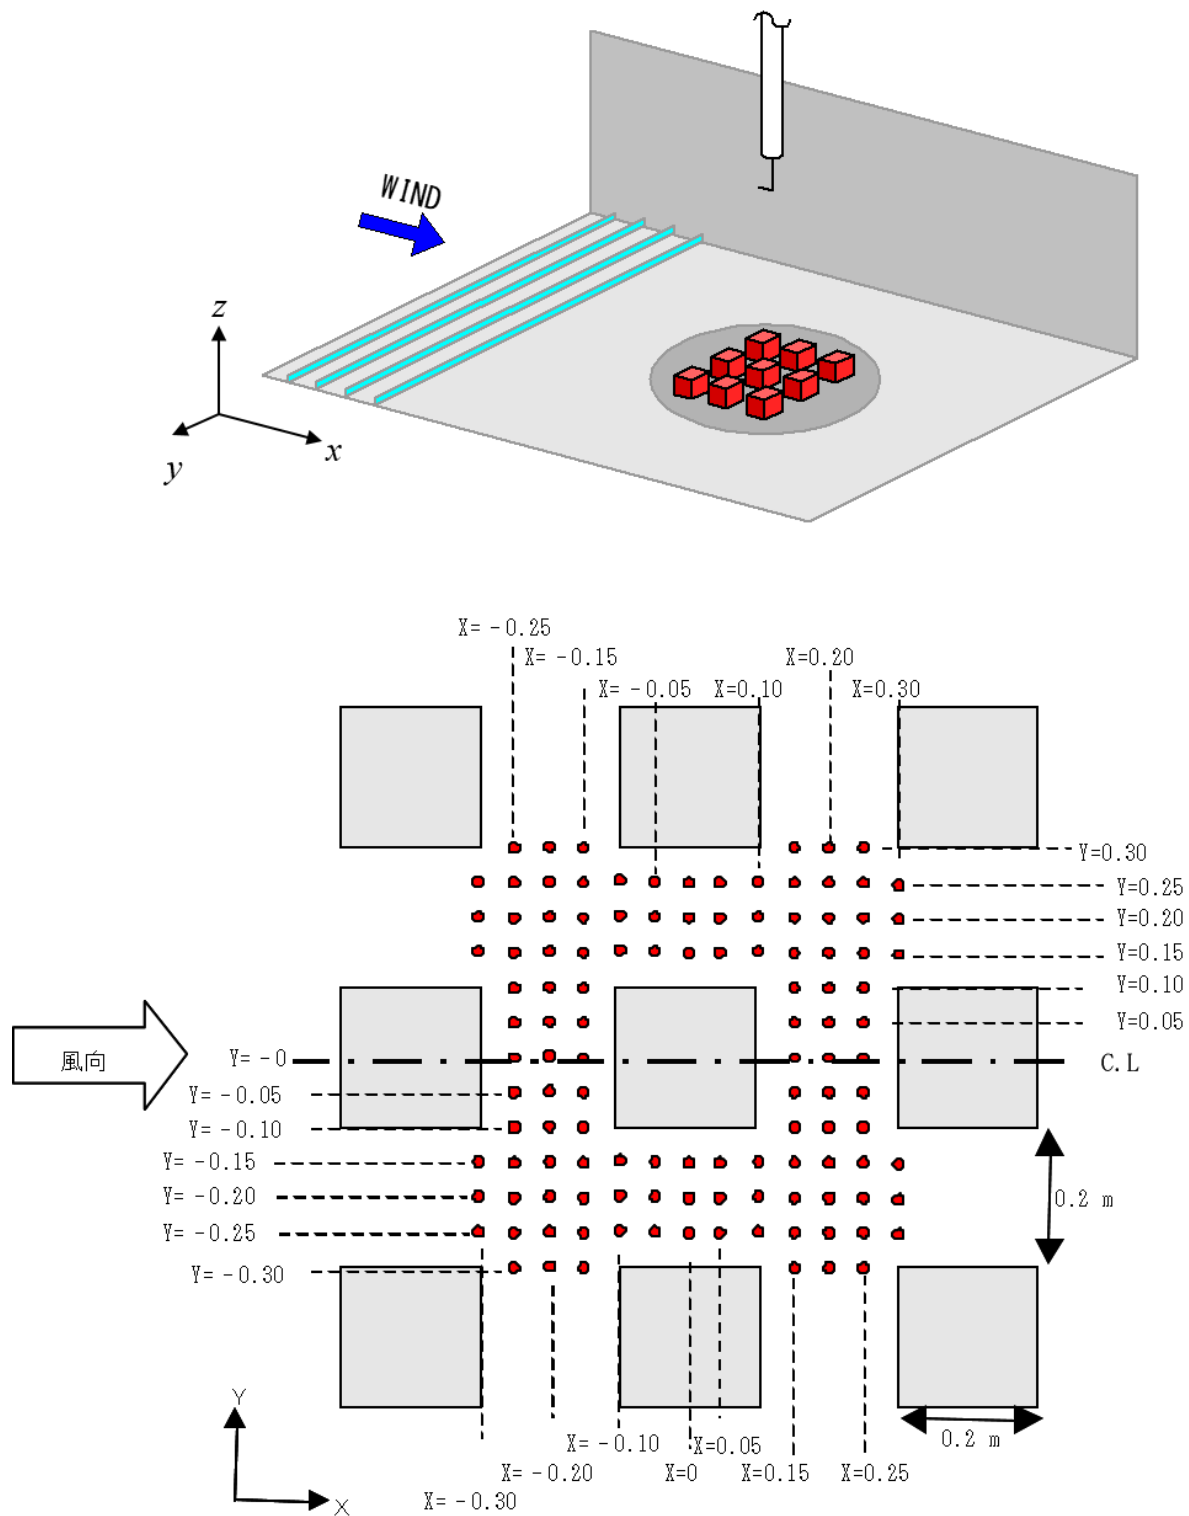 WIND
z
y
x
X= -0.25
X= -0.15
X=0.20
X= -0.05
X=0.10
X=0.30
Y=0.30
Y=0.25
Y=0.20
Y=0.15
Y=0.10
Y=0.05
風向
Y= -0
C.L
Y= -0.05
Y= -0.10
Y= -0.15
Y= -0.20
0.2 m
Y= -0.25
Y= -0.30
Y
X
0.2 m
X= -0.10
X=0.05
X= -0.20
X=0
X=0.15
X=0.25
X= -0.30